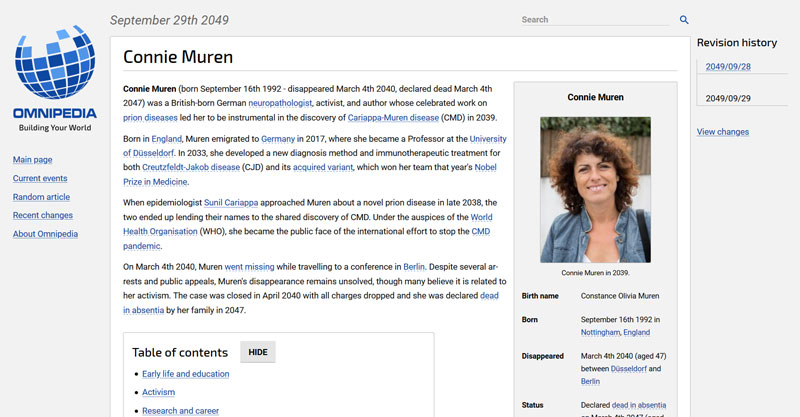 September 29th 2049
Search
OMNIPEDIA
Building Your World
Main page
Current events
Random article
Recent changes
About Omnipedia
Connie Muren
Connie Muren (born September 16th 1992 - disappeared March 4th 2040, declared dead March 4th
2047) was a British-born German neuropathologist, activist, and author whose celebrated work on
prion diseases led her to be instrumental in the discovery of Cariappa-Muren disease (CMD) in 2039.
Born in England, Muren emigrated to Germany in 2017, where she became a Professor at the University
of Düsseldorf. In 2033, she developed a new diagnosis method and immunotherapeutic treatment for
both Creutzfeldt-Jakob disease (CJD) and its acquired variant, which won her team that year's Nobel
Prize in Medicine.
When epidemiologist Sunil Cariappa approached Muren about a novel prion disease in late 2038, the
two ended up lending their names to the shared discovery of CMD. Under the auspices of the World
Health Organisation (WHO), she became the public face of the international effort to stop the CMD
pandemic.
On March 4th 2040, Muren went missing while travelling to a conference in Berlin. Despite several ar-
rests and public appeals, Muren's disappearance remains unsolved, though many believe it is related to
her activism. The case was closed in April 2040 with all charges dropped and she was declared dead
in absentia by her family in 2047.
Table of contents HIDE
Early life and education
Activism
Research and career
Connie Muren
Connie Muren in 2039.
Birth name Constance Olivia Muren
Born September 16th 1992 in
Nottingham, England
Disappeared March 4th 2040 (aged 47)
between Düsseldorf and
Berlin
Status Declared dead in absentia
Revision history
2049/09/28
2049/09/29
View changes